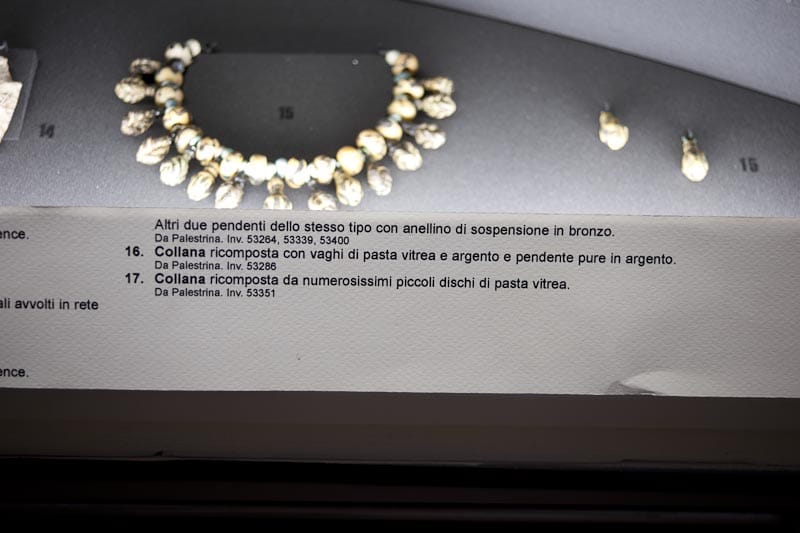 14
15
15
Altri due pendenti dello stesso tipo con anellino di sospensione in bronzo.
Da Palestrina. Inv. 53264, 53339, 53400
16. Collana ricomposta con vaghi di pasta vitrea e argento e pendente pure in argento.
Da Palestrina. Inv. 53286
17. Collana ricomposta da numerosissimi piccoli dischi di pasta vitrea.
Da Palestrina. Inv. 53351
ence.
ali avvolti in rete
ence.